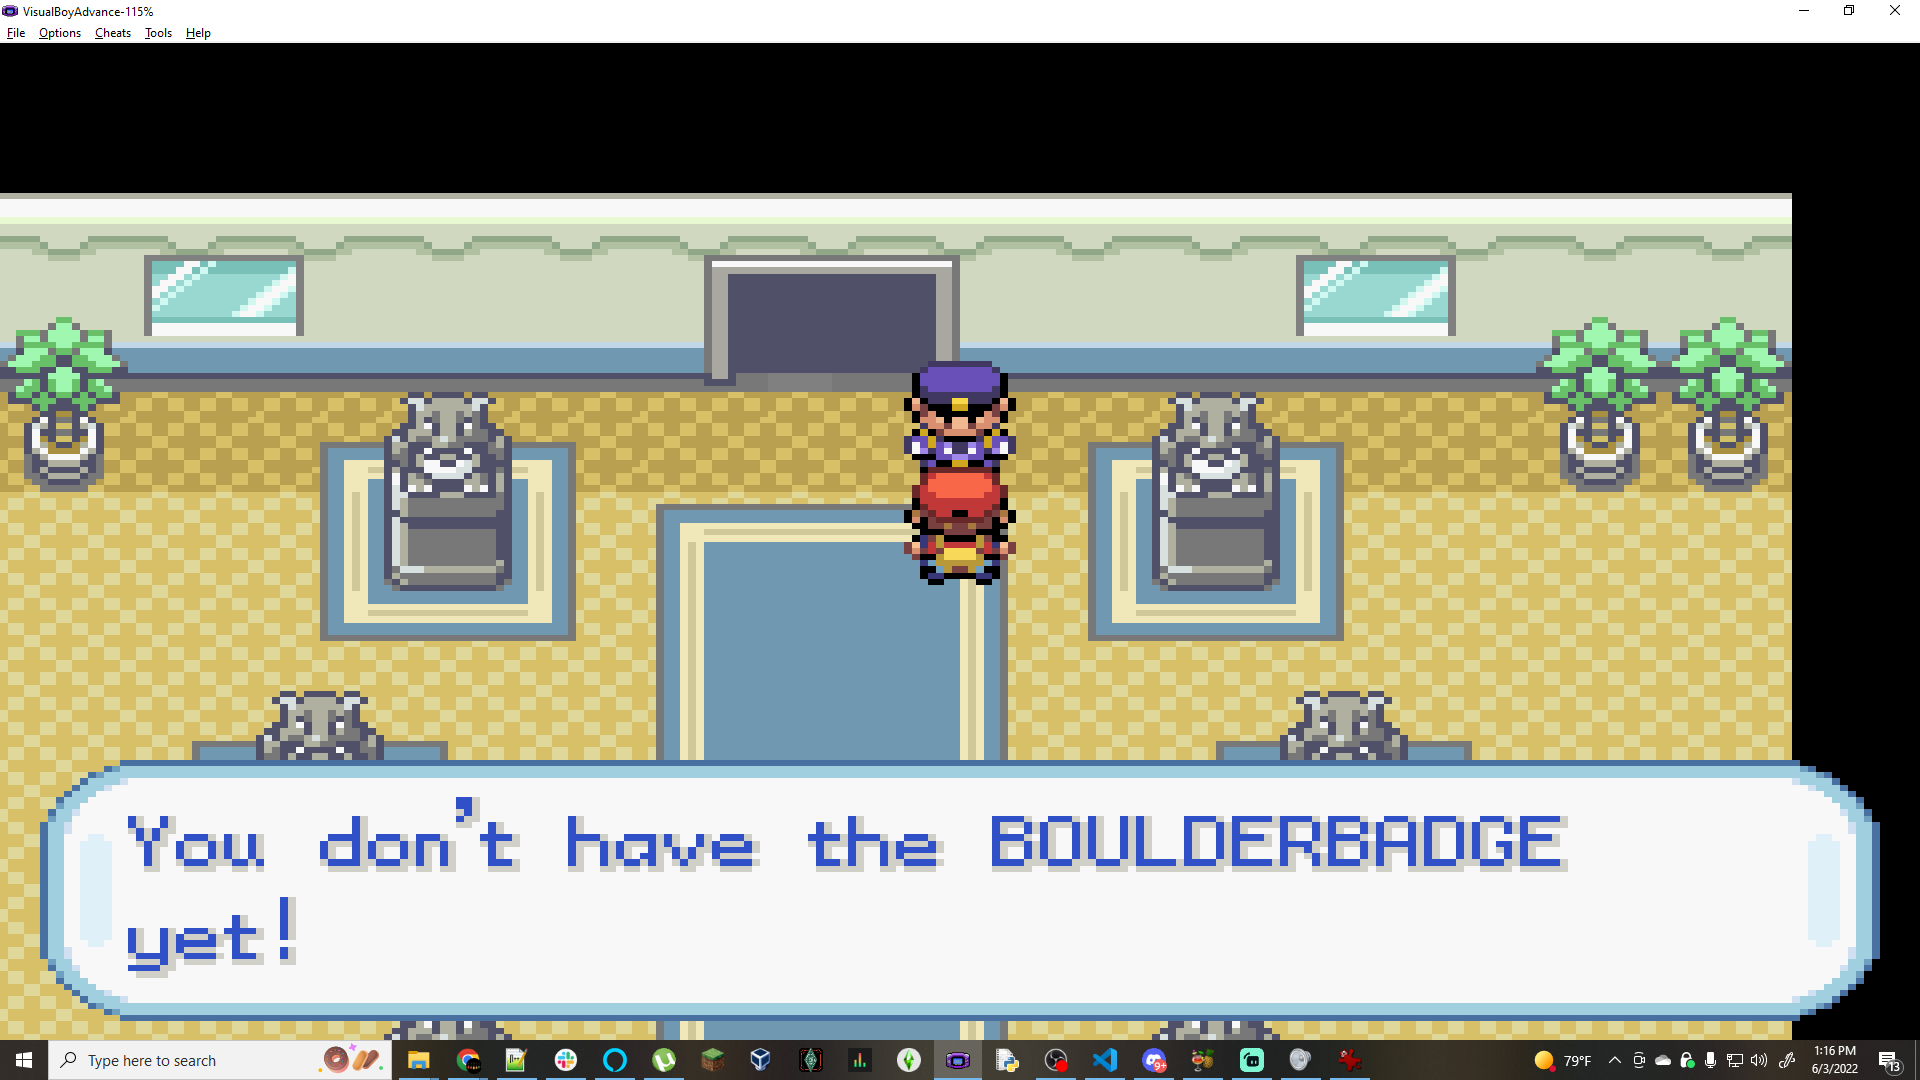 VisualBoyAdvance-115%
File Options Cheats Tools Help
You don't have the BOULDERBADGE
yet!
Type here to search
9+
79°F
1:16 PM
6/3/2022
13